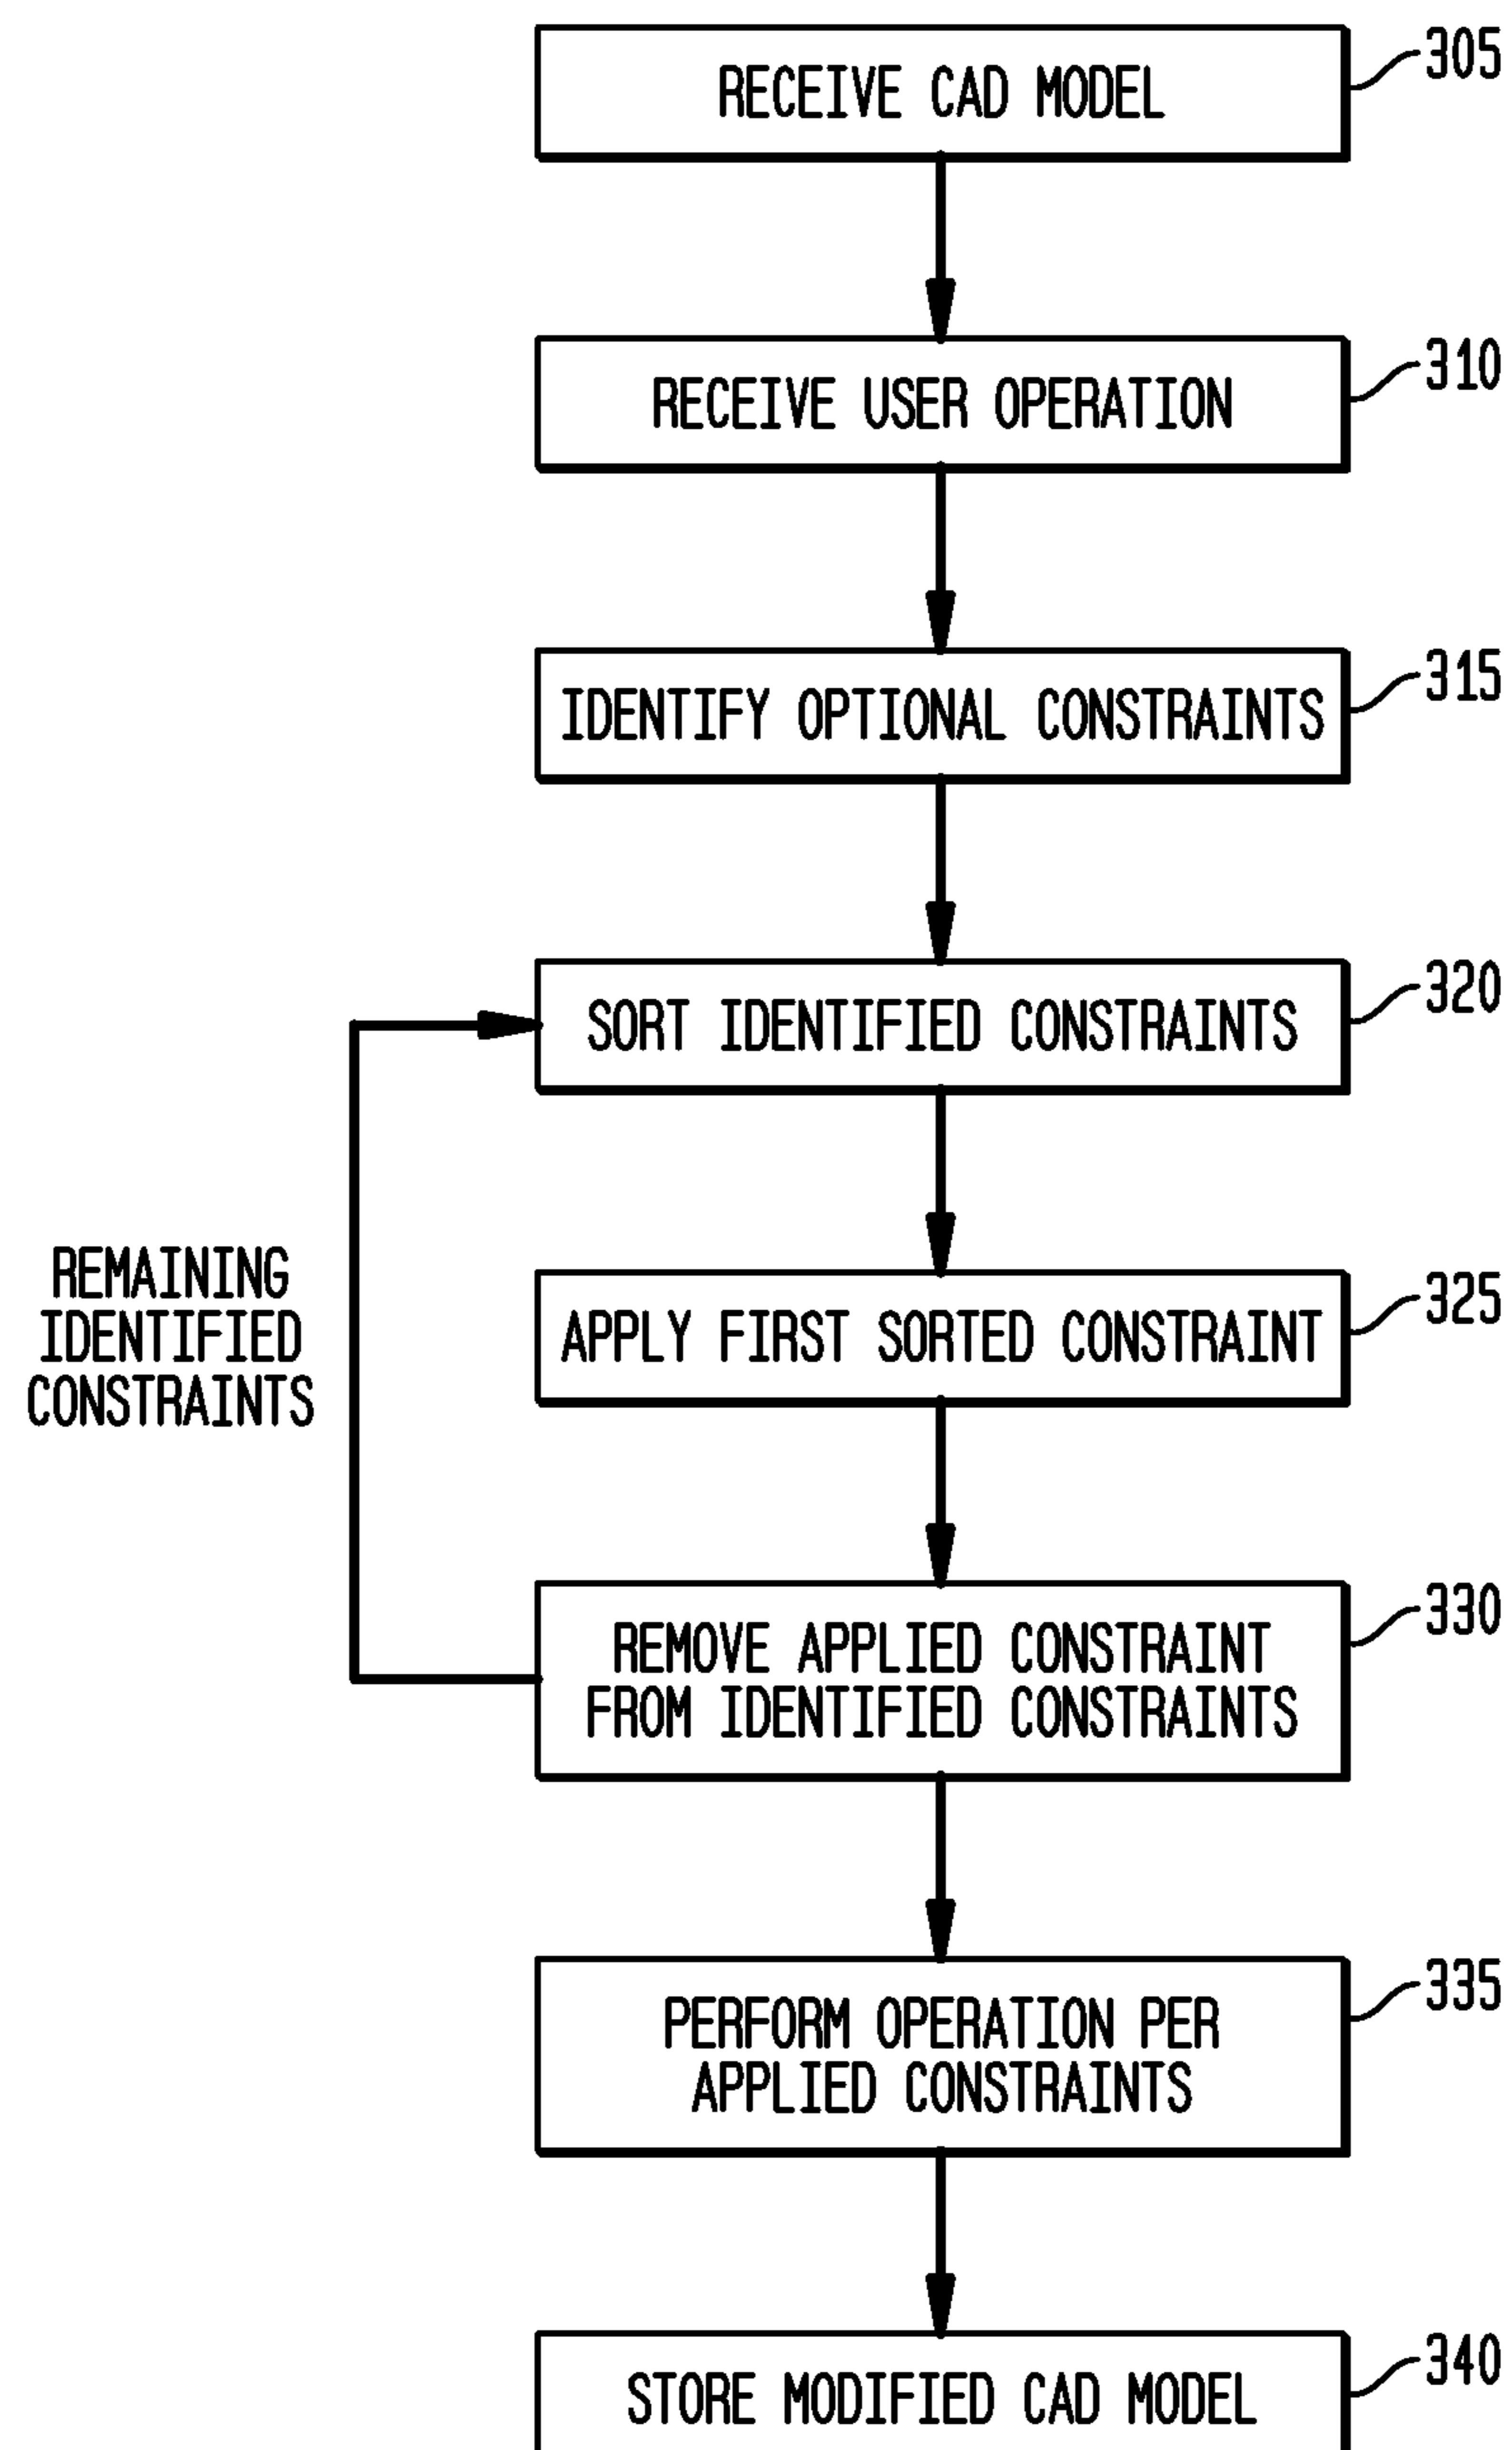 RECEIVE CAD MODEL
305
RECEIVE USER OPERATION
310
IDENTIFY OPTIONAL CONSTRAINTS
315
SORT IDENTIFIED CONSTRAINTS
320
REMAINING
IDENTIFIED
CONSTRAINTS
APPLY FIRST SORTED CONSTRAINT
325
REMOVE APPLIED CONSTRAINT
FROM IDENTIFIED CONSTRAINTS
330
PERFORM OPERATION PER
APPLIED CONSTRAINTS
335
STORE MODIFIED CAD MODEL
340